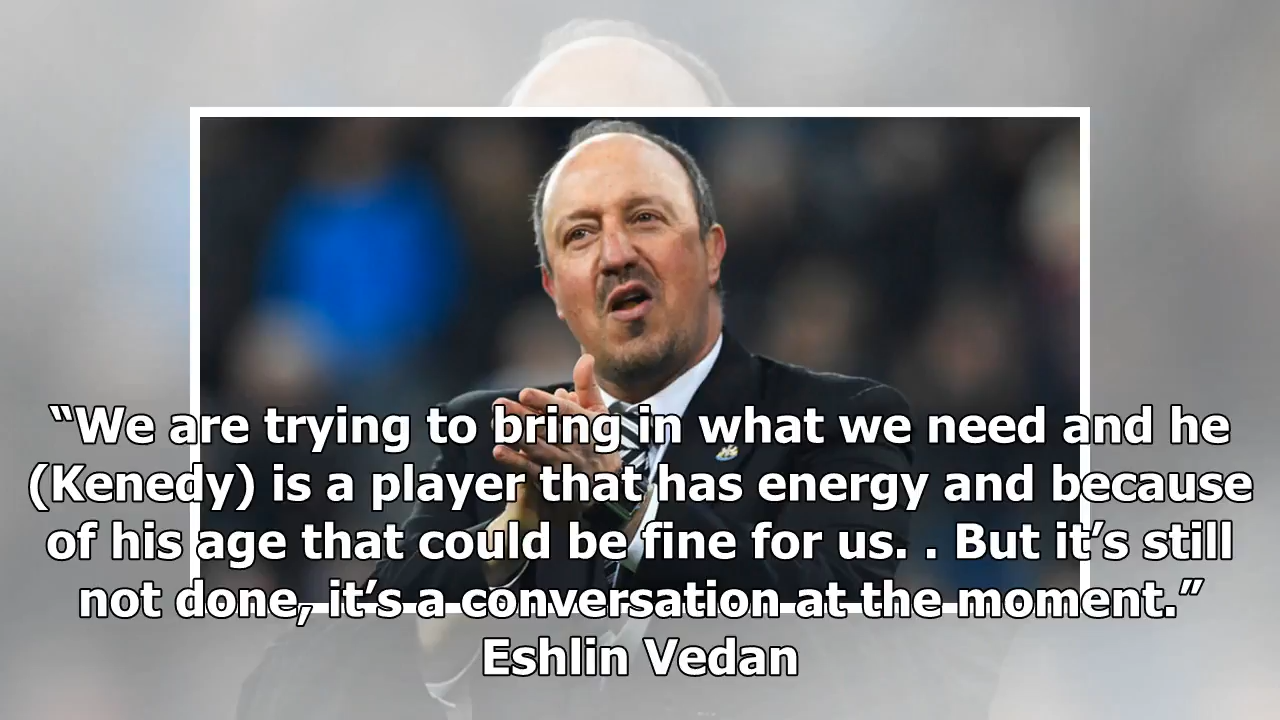 “We are trying to bring in what we need and he
(Kenedy) is a player that has energy and because
of his age that could be fine for us. . But it’s still
not done, it’s a conversation at the moment.”
Eshlin Vedan